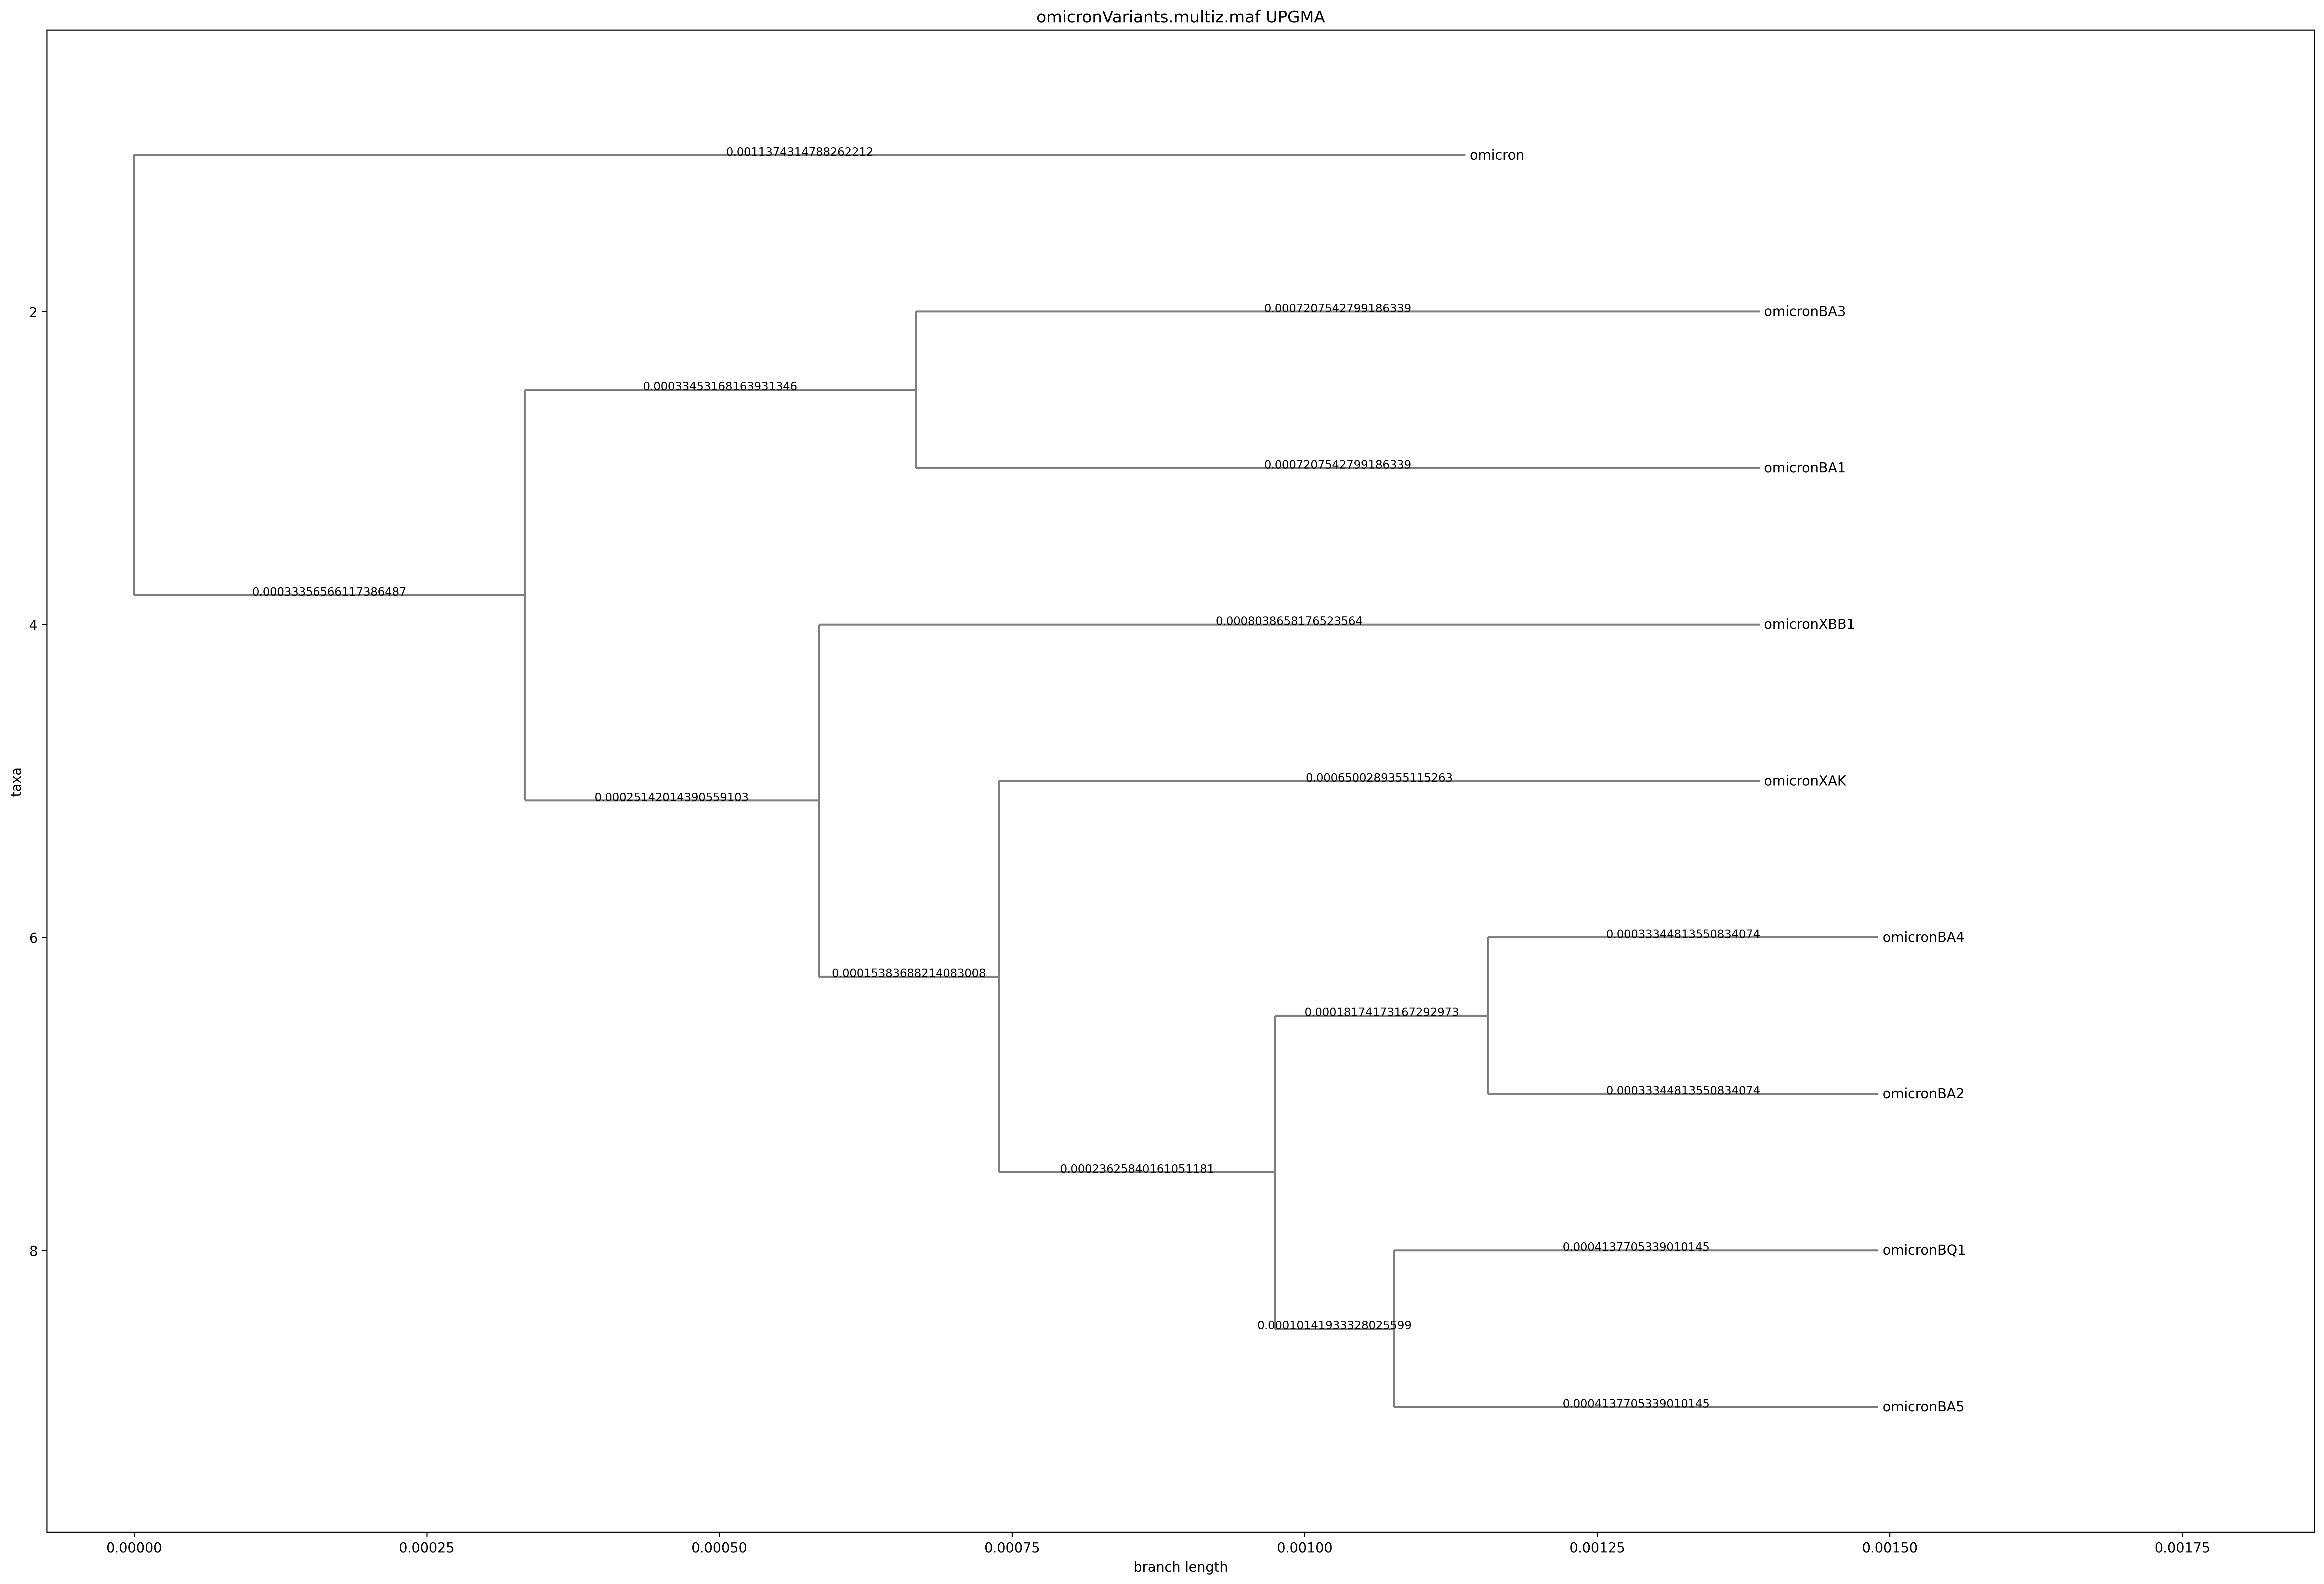 omicronVariants.multiz.maf UPGMA
0.0011374314788262212
omicron
0.0007207542799186339
omicronBA3
2
0.00033453168163931346
0.0007207542799186339
omicronBA1
0.00033356566117386487
0.0008038658176523564
omicronXBB1
4
0.0006500289355115263
omicronXAK
taxa
0.00025142014390559103
0.00033344813550834074
omicronBA4
6
0.00015383688214083008
0.00018174173167292973
0.00033344813550834074
omicronBA2
0.00023625840161051181
0.0004137705339010145
omicronBQ1
8
0.00010141933328025599
0.0004137705339010145
omicronBA5
0.00000 0.00025 0.00050 0.00075 0.00100 0.00125 0.00150 0.00175
branch length